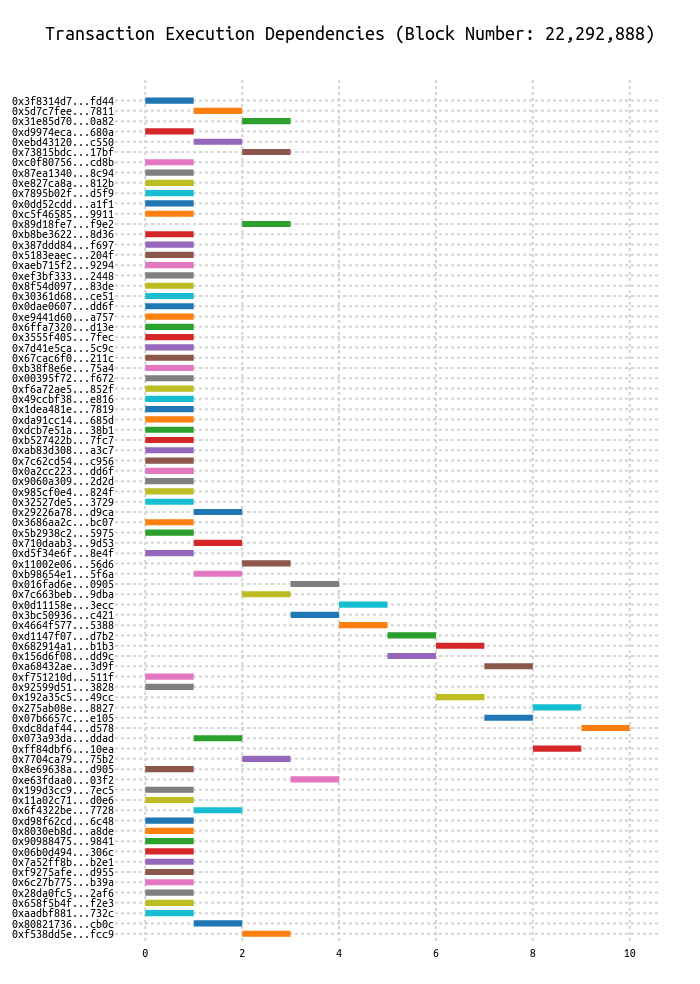 Transaction Execution Dependencies (Block Number: 22,292,888)
0x3f8314d7...fd44
0x5d7c7fee...7811
0x31e85d70...0a82
0xd9974eca...680a
0xebd43120...c550
0x73815bdc...17bf
0xc0f80756...cd8b
0x87ea1340...8c94
0xe827ca8a...812b
0x7895b02f...d5f9
0x0dd52cdd...a1f1
0xc5f46585...9911
0x89d18fe7...f9e2
0xb8be3622...8d36
0x387ddd84...f697
0x5183eaec...204f
0xaeb715f2...9294
0xef3bf333...2448
0x8f54d097...83de
0x30361d68...ce51
0x0dae0607...dd6f
0xe9441d60...a757
0x6ffa7320...d13e
0x3555f405...7fec
0x7d41e5ca...5c9c
0x67cac6f0...211c
0xb38f8e6e...75a4
0x00395f72...f672
0xf6a72ae5...852f
0x49ccbf38...e816
0x1dea481e...7819
0xda91cc14...685d
0xdcb7e51a...38b1
0xb527422b...7fc7
0xab83d308...a3c7
0x7c62cd54...c956
0x0a2cc223...dd6f
0x9060a309...2d2d
0x985cf0e4...824f
0x32527de5...3729
0x29226a78...d9ca
0x3686aa2c...bc07
0x5b2938c2...5975
0x710daab3...9d53
0xd5f34e6f...8e4f
0x11002e06...56d6
0xb98654e1...5f6a
0x016fad6e...0905
0x7c663beb...9dba
0x0d11158e...3ecc
0x3bc50936...c421
0x4664f577...5388
0xd1147f07...d7b2
0x682914a1...b1b3
0x156d6f08...dd9c
0xa68432ae...3d9f
0xf751210d...511f
0x92599d51...3828
0x192a35c5...49cc
0x275ab08e...8827
0x07b6657c...e105
0xdc8daf44...d578
0x073a93da...ddad
0xff84dbf6...10ea
0x7704ca79...75b2
0x8e69638a...d905
0xe63fdaa0...03f2
0x199d3cc9...7ec5
0x11a02c71...d0e6
0x6f4322be...7728
0xd98f62cd...6c48
0x8030eb8d...a8de
0x90988475...9841
0x06b0d494...306c
0x7a52ff8b...b2e1
0xf9275afe...d955
0x6c27b775...b39a
0x28da0fc5...2af6
0x658f5b4f...f2e3
0xaadbf881...732c
0x80821736...cb0c
0xf538dd5e...fcc9
0 2 4 6 8 10